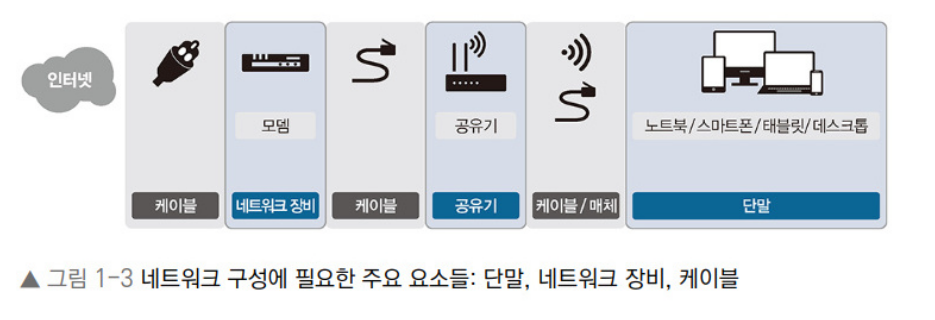 인터넷
모뎀
공유기
노트북/스마트폰/태블릿/데스크톱
케이블
네트워크 장비
케이블
공유기
케이블/매체
단말
▲ 그림 1-3 네트워크 구성에 필요한 주요 요소들: 단말, 네트워크 장비, 케이블